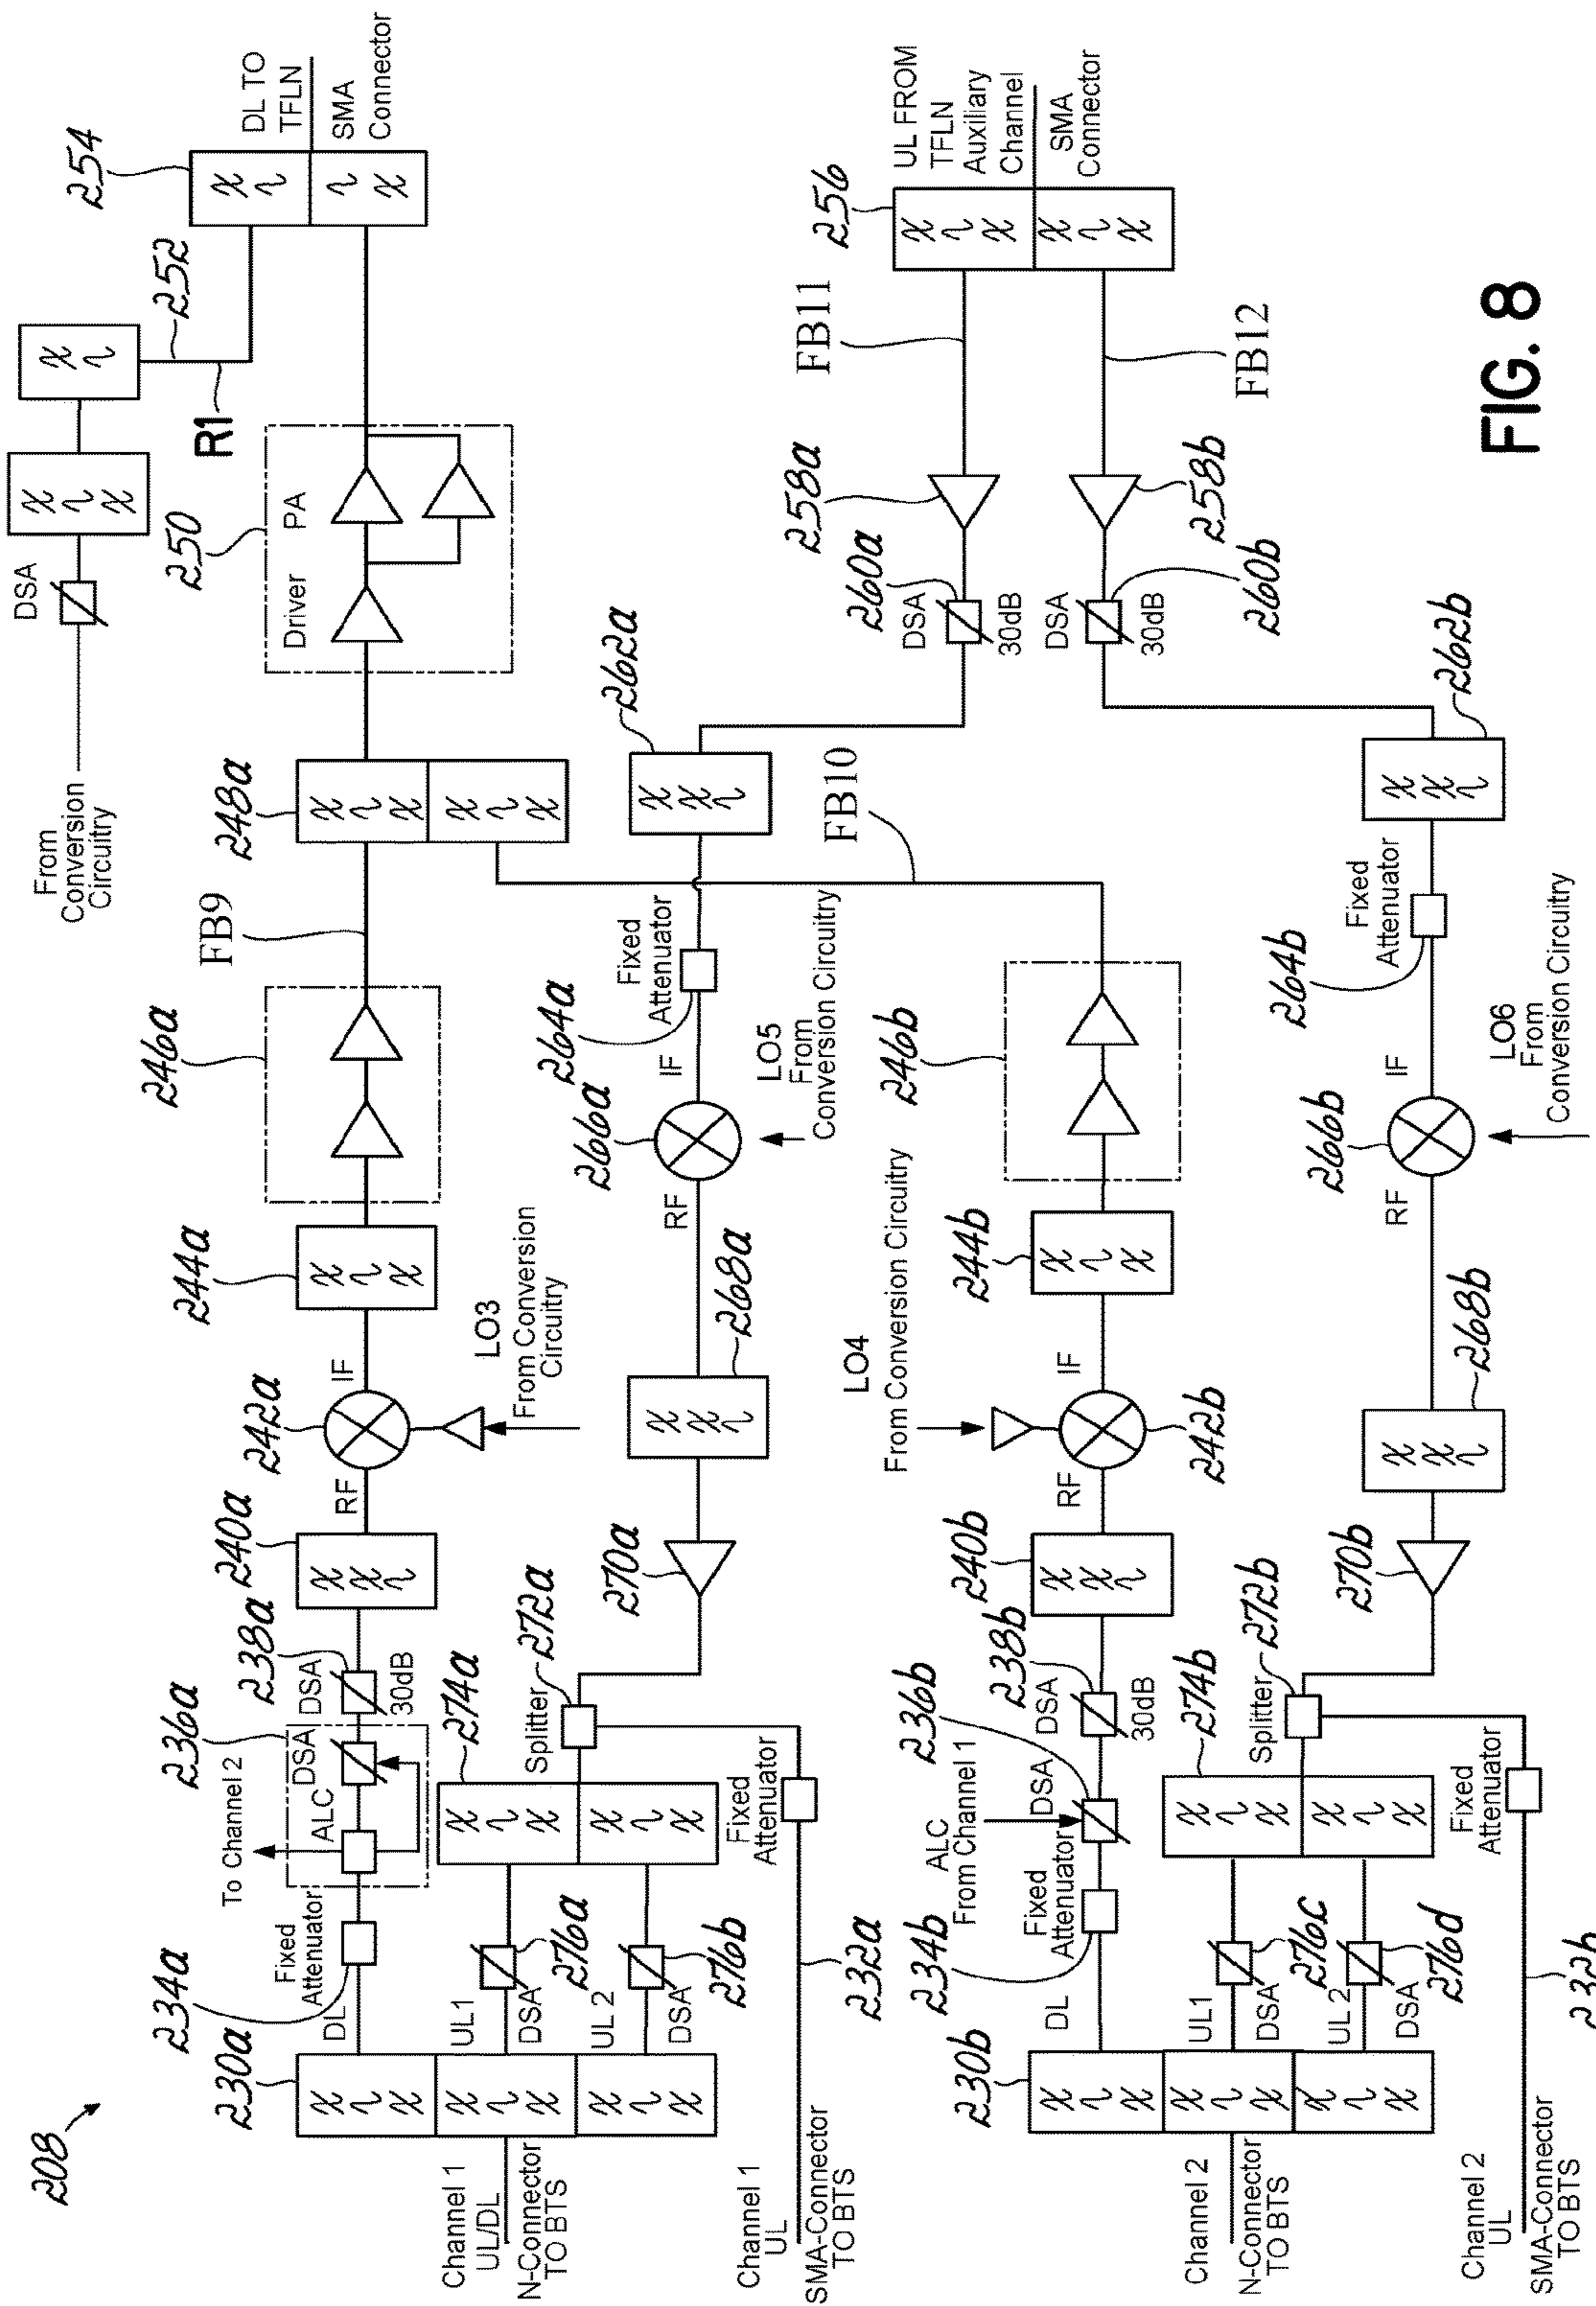 208
From
Conversion
Circuitry
DSA
252
R1
254
DL TO
TFLN
SMA
Connector
250
Driver
PA
248a
FB9
246a
244a
242a
IF
RF
LO3
From Conversion
Circuitry
240a
238a
DSA
30dB
236a
DSA
ALC
To Channel 2
234a
Fixed
Attenuator
DL
230a
UL1
DSA
276a
UL 2
DSA
276b
274a
Splitter
272a
270a
268a
RF
266a
IF
LO5
From
Conversion Circuitry
264a
Fixed
Attenuator
262a
DSA
30dB
260a
258a
FB11
256
UL FROM
TFLN
Auxiliary
Channel
SMA
Connector
FB12
258b
DSA
30dB
260b
262b
Fixed
Attenuator
264b
IF
266b
RF
LO6
From
Conversion Circuitry
268b
270b
FB10
246b
244b
IF
242b
RF
LO4
From Conversion Circuitry
240b
238b
DSA
30dB
236b
DSA
ALC
From Channel 1
Fixed
Attenuator
234b
DL
230b
UL1
DSA
276c
UL 2
DSA
276d
274b
Splitter
272b
Fixed
Attenuator
232b
Fixed
Attenuator
232a
Channel 1
UL/DL
N-Connector
TO BTS
Channel 1
UL
SMA-Connector
TO BTS
Channel 2
N-Connector
TO BTS
Channel 2
UL
SMA-Connector
TO BTS
FIG. 8